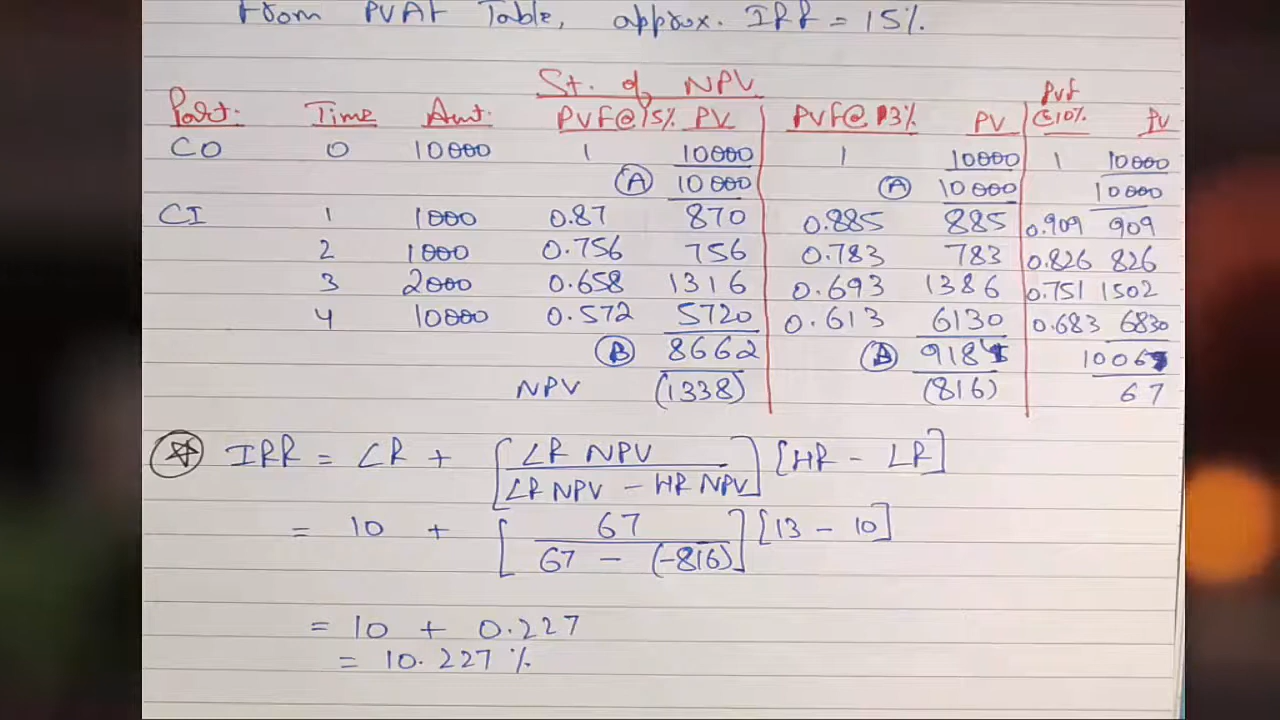 From PVAF Table, approx. IRR = 15%.
St. of NPV
Part. Time Amt. PVF@15% PV PVF@13% PV PVF@10% PV
CO 0 10000 1 10000 1 10000 1 10000
(A) 10000 (A) 10000 10000
CI 1 1000 0.87 870 0.885 885 0.909 909
2 1000 0.756 756 0.783 783 0.826 826
3 2000 0.658 1316 0.693 1386 0.751 1502
4 10000 0.572 5720 0.613 6130 0.683 6830
(B) 8662 (B) 9184 10067
NPV (1338) (816) 67
IRR = LR + [LR NPV / LR NPV - HR NPV] [HR - LR]
= 10 + [67 / 67 - (-816)] [13 - 10]
= 10 + 0.227
= 10.227%